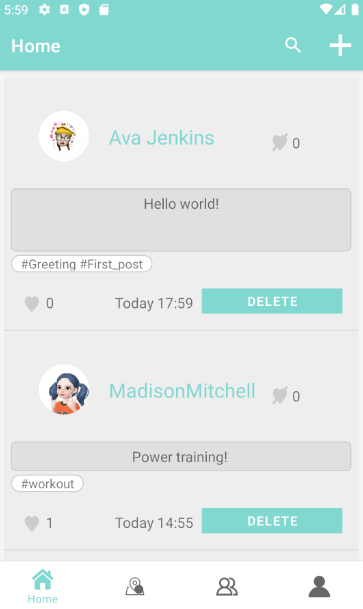 5:59
Home
Ava Jenkins
0
Hello world!
#Greeting #First_post
0 Today 17:59 DELETE
MadisonMitchell
0
Power training!
#workout
1 Today 14:55 DELETE
Home